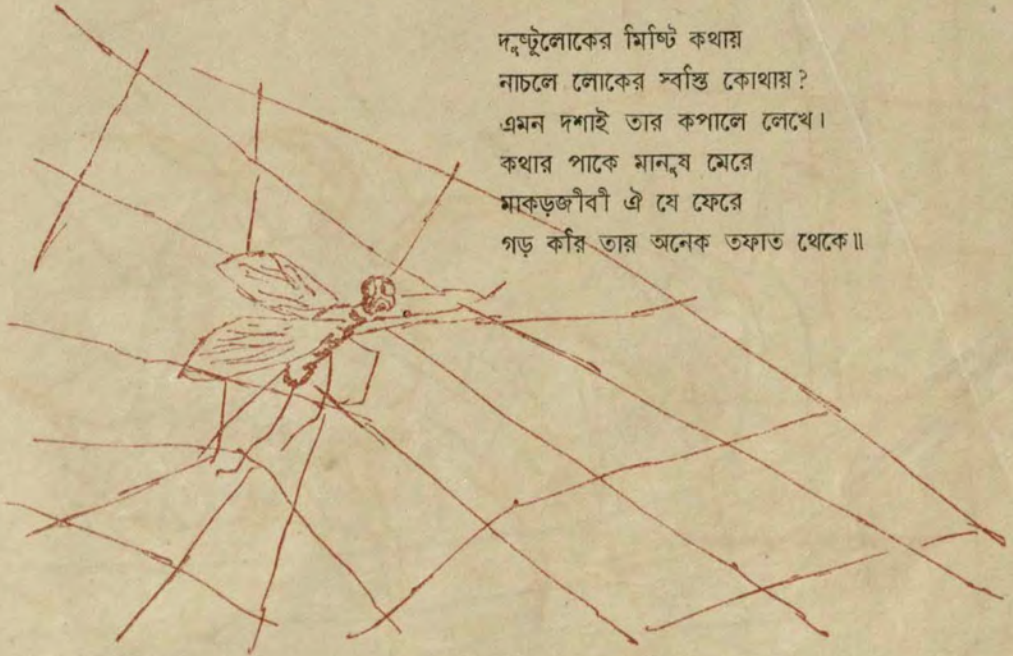 দুষ্টুলোকের মিষ্টি কথায়
নাচলে লোকের স্বস্তি কোথায়?
এমন দশাই তার কপালে লেখে।
কথার পাকে মানুষ মেরে
মাকড়জীবী ঐ যে ফেরে
গড় করি তায় অনেক তফাত থেকে॥